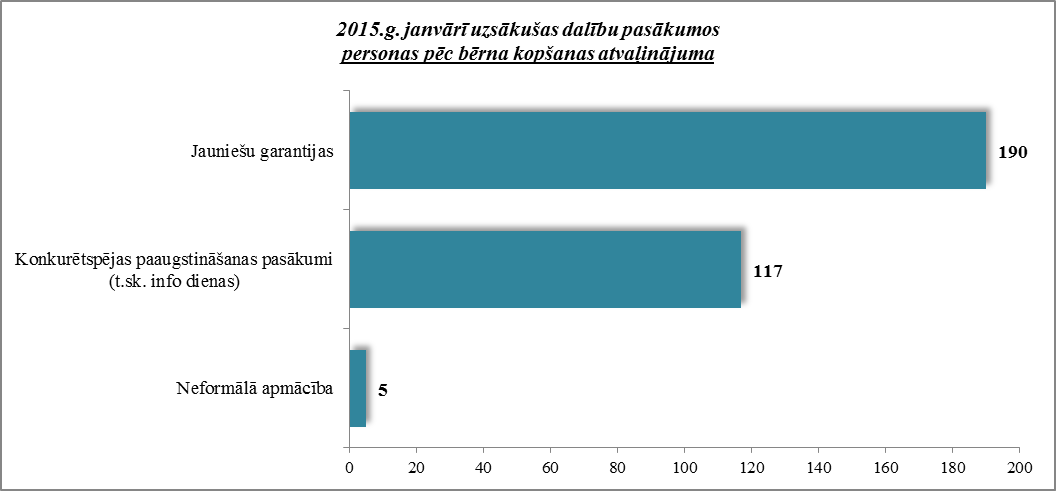 2015.g. janvārī uzsākušas dalību pasākumos
personas pēc bērna kopšanas atvaļinājuma
Jauniešu garantijas
190
Konkurētspējas paaugstināšanas pasākumi
(t.sk. info dienas)
117
Neformālā apmācība
5
0 20 40 60 80 100 120 140 160 180 200